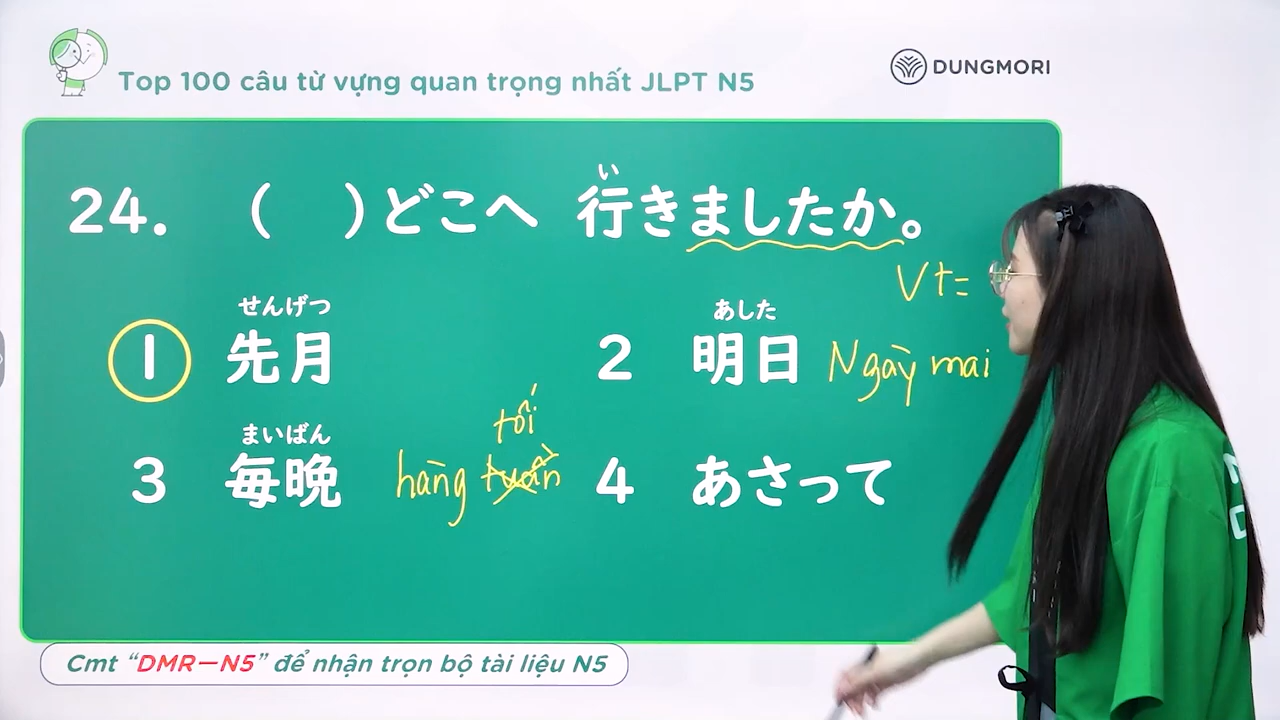 Top 100 câu từ vựng quan trọng nhất JLPT N5
DUNGMORI
24. ( )どこへ 行きましたか。
い
Vt=
せんげつ
1 先月
あした
2 明日 Ngày mai
まいばん
3 毎晩 hàng tuần
tối
4 あさって
Cmt “DMR–N5” để nhận trọn bộ tài liệu N5